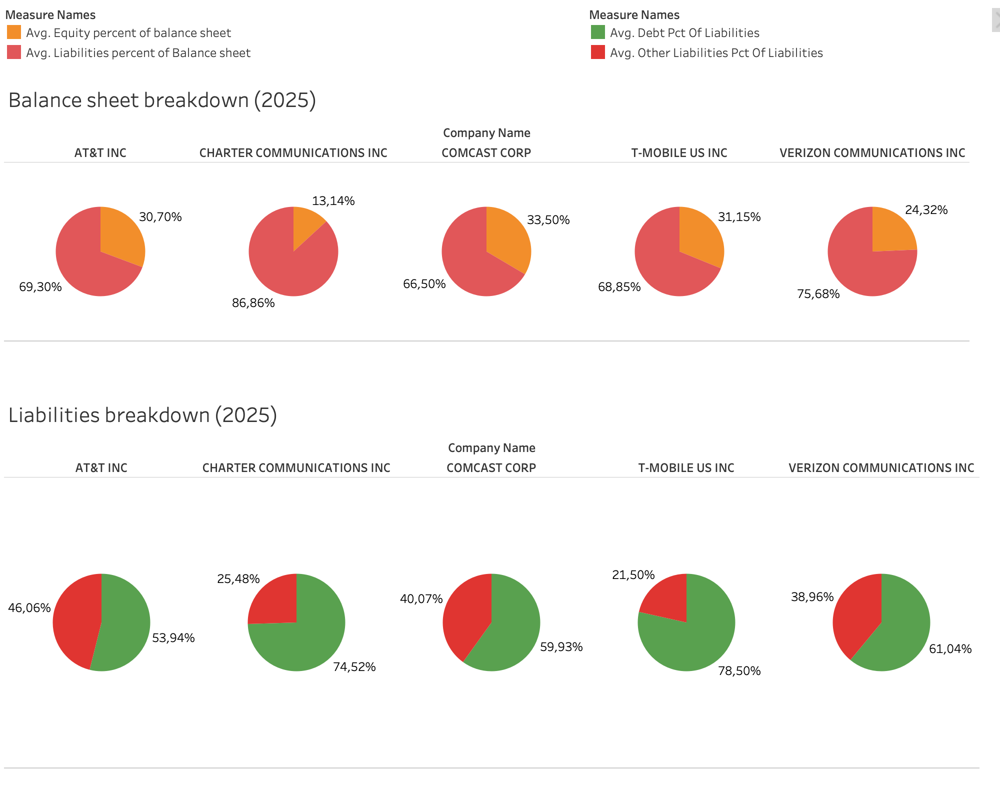 Measure Names
Avg. Equity percent of balance sheet
Avg. Liabilities percent of Balance sheet
Measure Names
Avg. Debt Pct Of Liabilities
Avg. Other Liabilities Pct Of Liabilities
Balance sheet breakdown (2025)
Company Name
AT&T INC CHARTER COMMUNICATIONS INC COMCAST CORP T-MOBILE US INC VERIZON COMMUNICATIONS INC
30,70%
69,30%
13,14%
86,86%
33,50%
66,50%
31,15%
68,85%
24,32%
75,68%
Liabilities breakdown (2025)
Company Name
AT&T INC CHARTER COMMUNICATIONS INC COMCAST CORP T-MOBILE US INC VERIZON COMMUNICATIONS INC
46,06%
53,94%
25,48%
74,52%
40,07%
59,93%
21,50%
78,50%
38,96%
61,04%